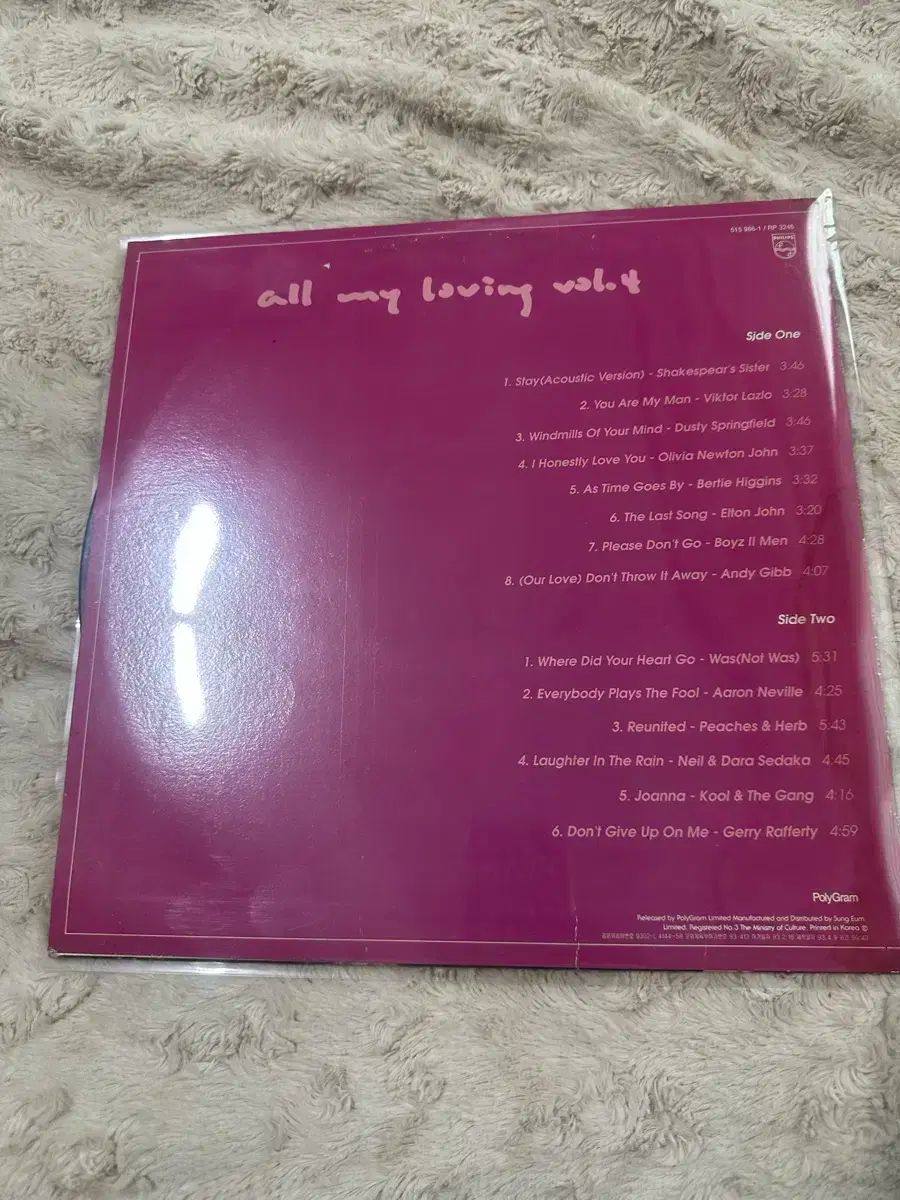 515 986-1 / RP 3246
PHILIPS
all my loving vol.4
Side One
1. Stay(Acoustic Version) - Shakespear's Sister 3:46
2. You Are My Man - Viktor Lazlo 3:28
3. Windmills Of Your Mind - Dusty Springfield 3:46
4. I Honestly Love You - Olivia Newton John 3:37
5. As Time Goes By - Bertie Higgins 3:32
6. The Last Song - Elton John 3:20
7. Please Don't Go - Boyz II Men 4:28
8. (Our Love) Don't Throw It Away - Andy Gibb 4:07
Side Two
1. Where Did Your Heart Go - Was(Not Was) 5:31
2. Everybody Plays The Fool - Aaron Neville 4:25
3. Reunited - Peaches & Herb 5:43
4. Laughter In The Rain - Neil & Dara Sedaka 4:45
5. Joanna - Kool & The Gang 4:16
6. Don't Give Up On Me - Gerry Rafferty 4:59
PolyGram
Released by PolyGram Limited Manufactured and Distributed by Sung Eum
Limited. Registered No.3 The Ministry of Culture. Printed in Korea ©